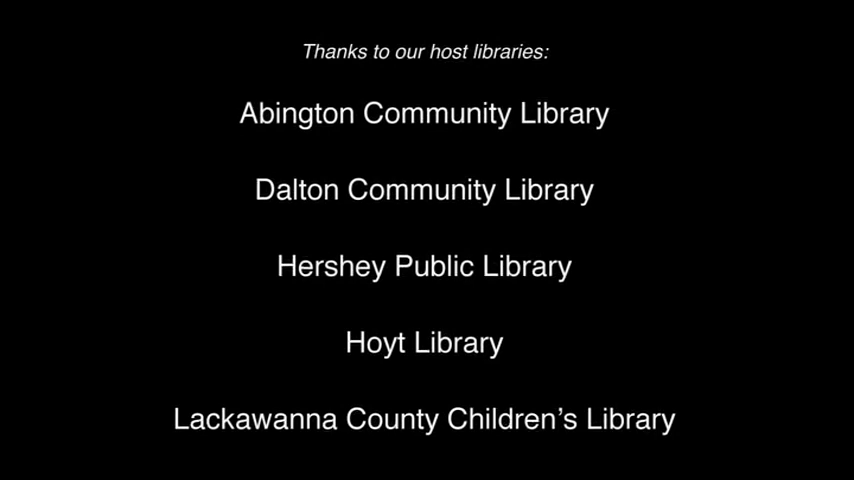 Thanks to our host libraries:
Abington Community Library
Dalton Community Library
Hershey Public Library
Hoyt Library
Lackawanna County Children’s Library